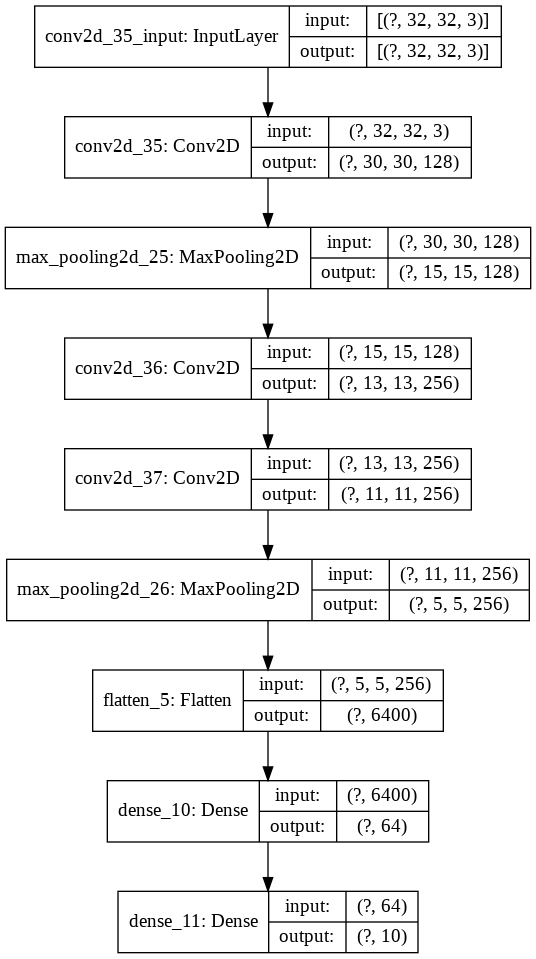 conv2d_35_input: InputLayer
input: [(?, 32, 32, 3)]
output: [(?, 32, 32, 3)]
conv2d_35: Conv2D
input: (?, 32, 32, 3)
output: (?, 30, 30, 128)
max_pooling2d_25: MaxPooling2D
input: (?, 30, 30, 128)
output: (?, 15, 15, 128)
conv2d_36: Conv2D
input: (?, 15, 15, 128)
output: (?, 13, 13, 256)
conv2d_37: Conv2D
input: (?, 13, 13, 256)
output: (?, 11, 11, 256)
max_pooling2d_26: MaxPooling2D
input: (?, 11, 11, 256)
output: (?, 5, 5, 256)
flatten_5: Flatten
input: (?, 5, 5, 256)
output: (?, 6400)
dense_10: Dense
input: (?, 6400)
output: (?, 64)
dense_11: Dense
input: (?, 64)
output: (?, 10)